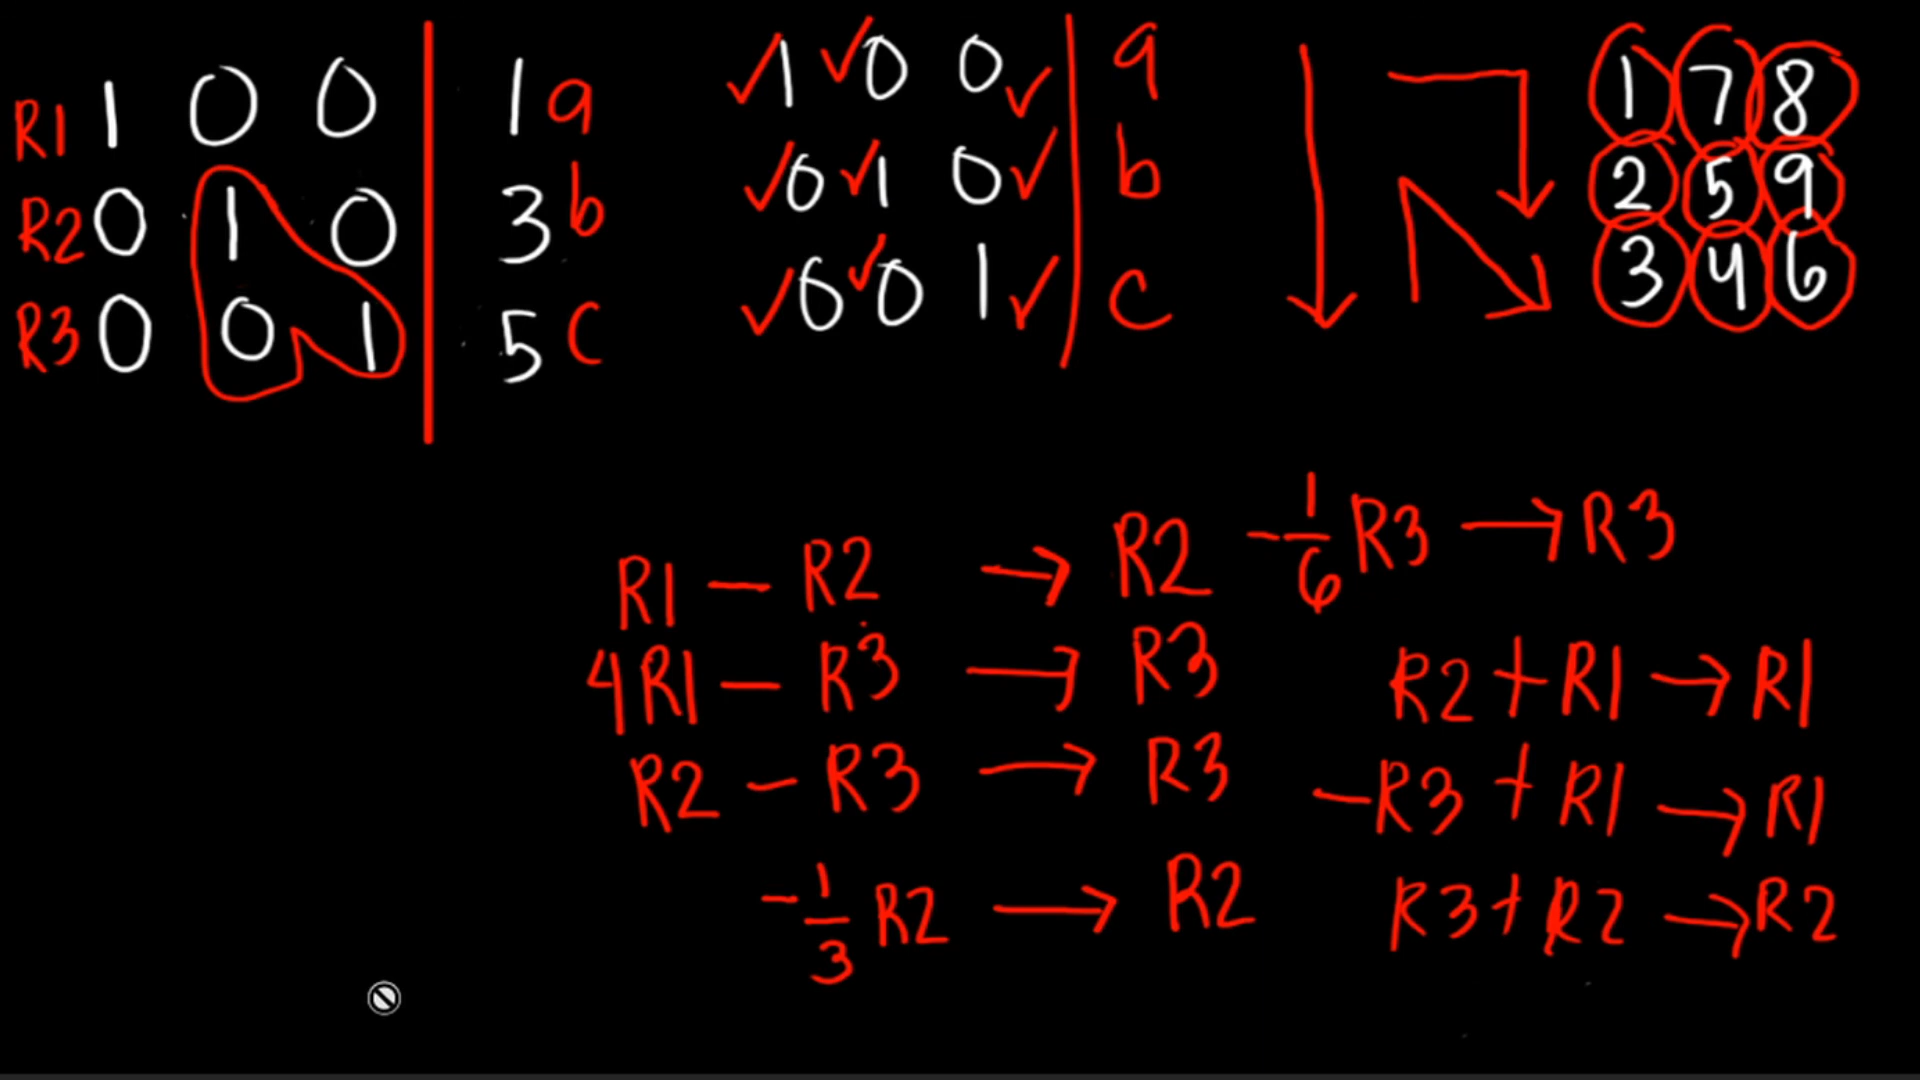 R1 1 0 0 | 1 a
R2 0 1 0 | 3 b
R3 0 0 1 | 5 c
✓1 ✓0 0✓ | a
✓0 ✓1 0✓ | b
✓0 ✓0 1✓ | c
1 7 8
2 5 9
3 4 6
R1 — R2 → R2
4R1 — R3 → R3
R2 — R3 → R3
-1/3 R2 → R2
-1/6 R3 → R3
R2 + R1 → R1
-R3 + R1 → R1
R3 + R2 → R2